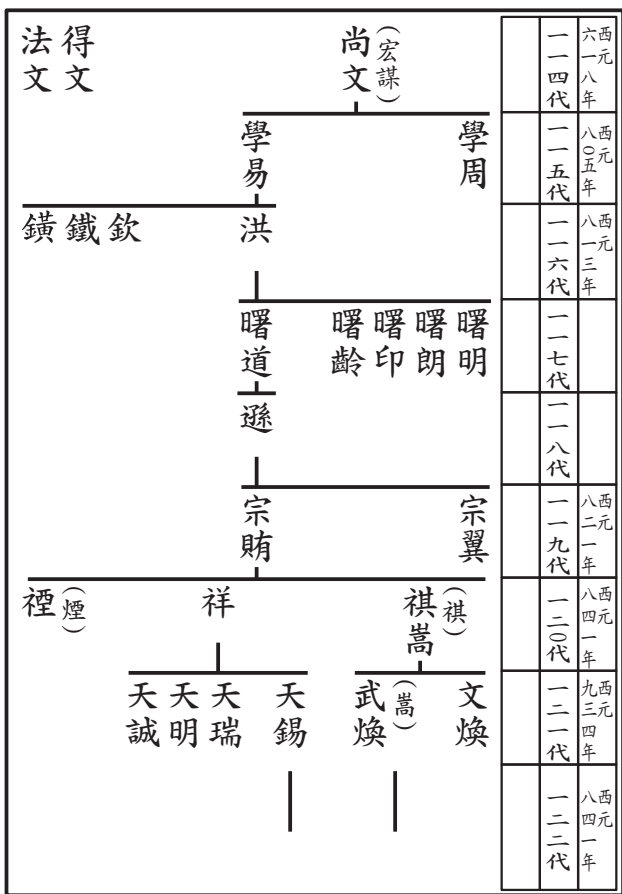 西元六一八年
一一四代
尚文(宏謀)
得文
法文
西元八〇五年
一一五代
學周
學易
西元八一三年
一一六代
洪
欽
鐵
鐄
一一七代
曙明
曙朗
曙印
曙齡
曙道
一一八代
遜
西元八二一年
一一九代
宗翼
宗賄
西元八四一年
一二〇代
祺嵩(祺)
祥
禋(煙)
西元九三四年
一二一代
文煥
武煥(嵩)
天錫
天瑞
天明
天誠
西元八四一年
一二二代